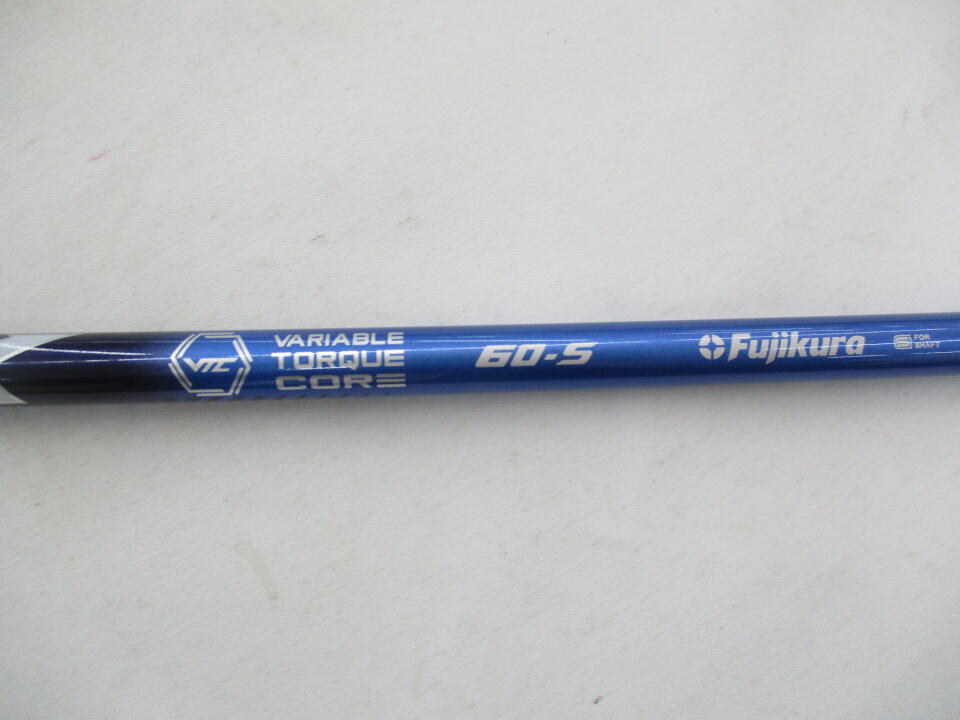 VTC
VARIABLE
TORQUE
CORE
60-S
Fujikura
S FOR
SHAFT